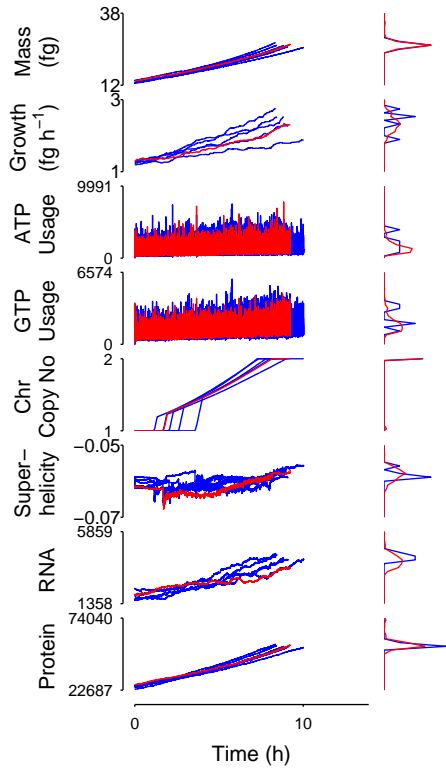 38
Mass
(fg)
12
3
Growth
(fg h⁻¹)
1
9991
ATP
Usage
0
6574
GTP
Usage
0
2
Chr
Copy No
1
−0.05
Super−
helicity
−0.07
5859
RNA
1358
74040
Protein
22687
0 10
Time (h)